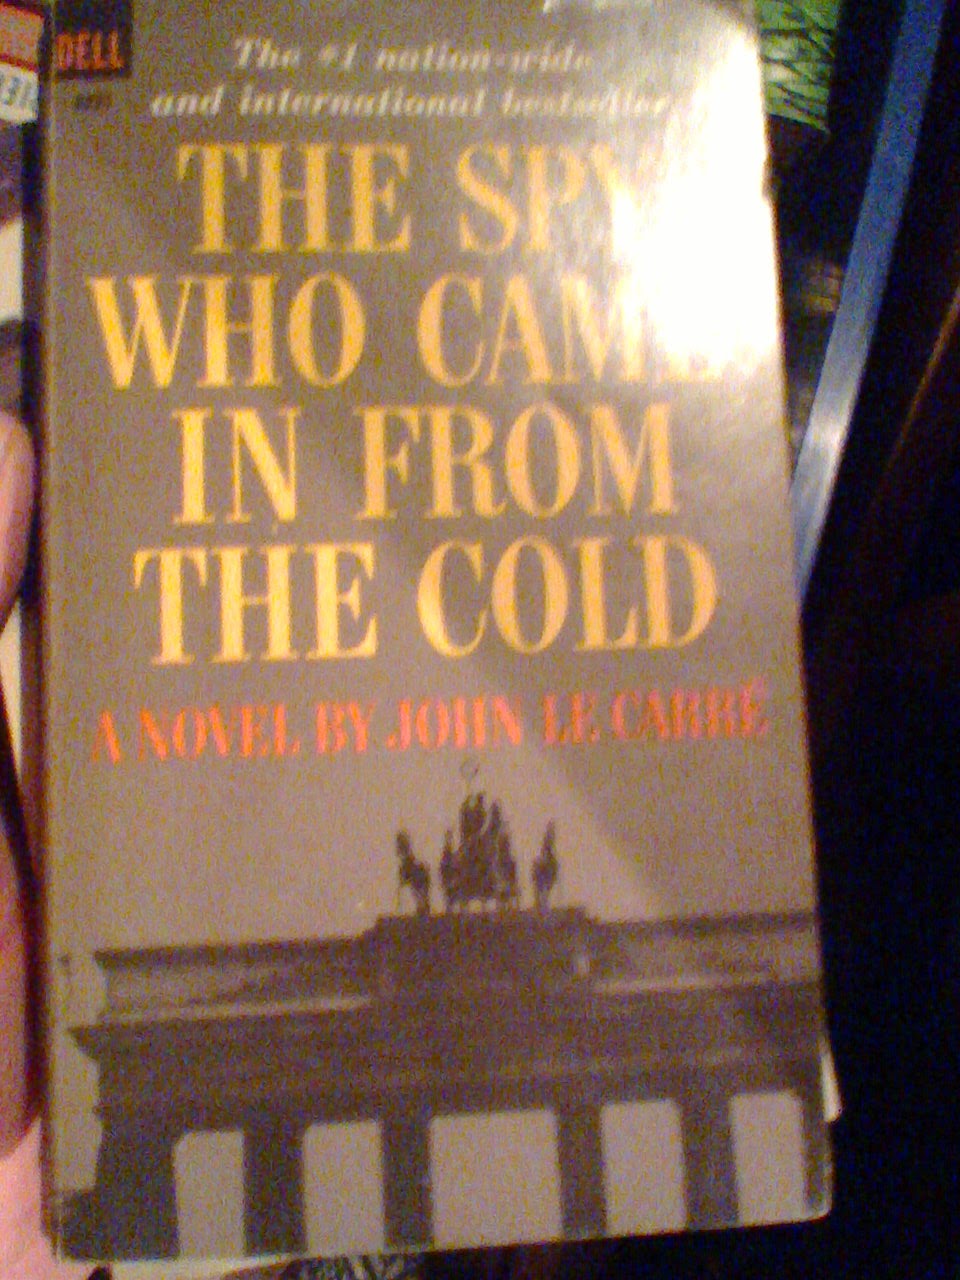 DELL
The #1 nation-wide
and international bestseller
THE SPY
WHO CAME
IN FROM
THE COLD
A NOVEL BY JOHN LE CARRÉ